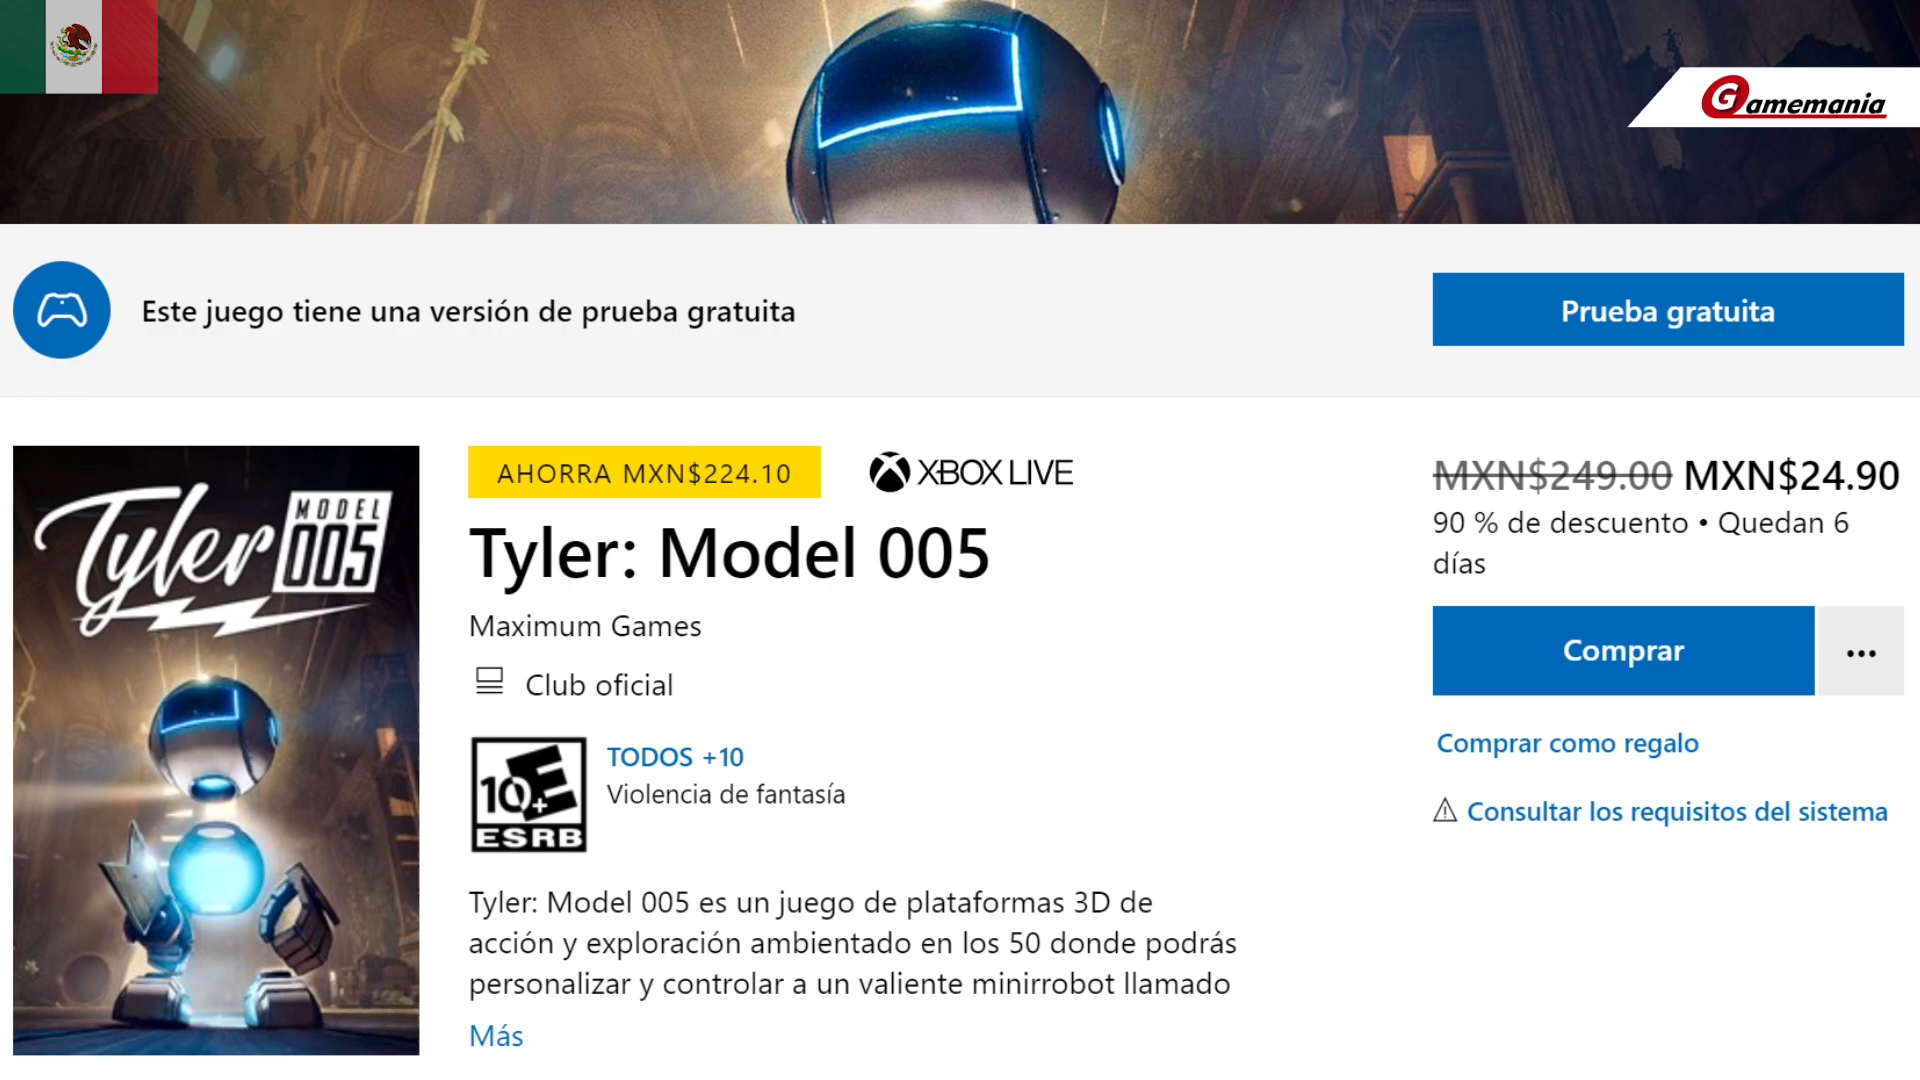 Gamemania
Este juego tiene una versión de prueba gratuita
Prueba gratuita
Tyler MODEL 005
AHORRA MXN$224.10
XBOX LIVE
Tyler: Model 005
Maximum Games
Club oficial
10+ E
ESRB
TODOS +10
Violencia de fantasía
Tyler: Model 005 es un juego de plataformas 3D de
acción y exploración ambientado en los 50 donde podrás
personalizar y controlar a un valiente minirrobot llamado
Más
MXN$249.00 MXN$24.90
90 % de descuento • Quedan 6
días
Comprar
...
Comprar como regalo
Consultar los requisitos del sistema